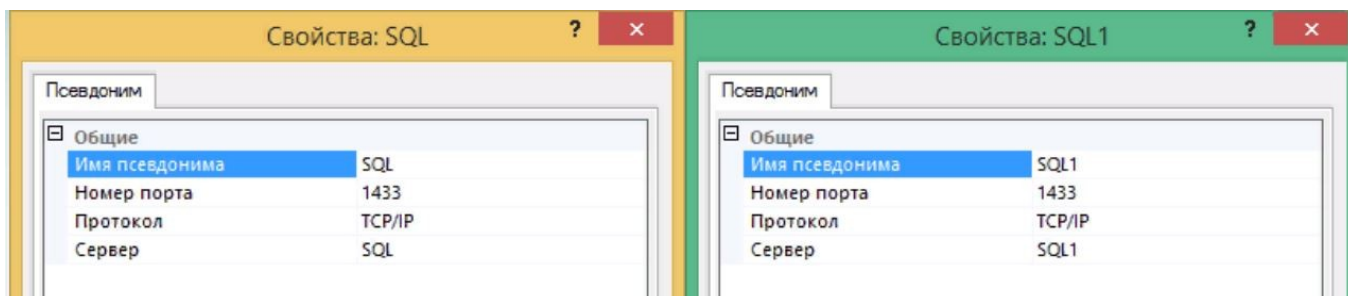 Свойства: SQL ? ×
Псевдоним
Общие
Имя псевдонима SQL
Номер порта 1433
Протокол TCP/IP
Сервер SQL
Свойства: SQL1 ? ×
Псевдоним
Общие
Имя псевдонима SQL1
Номер порта 1433
Протокол TCP/IP
Сервер SQL1